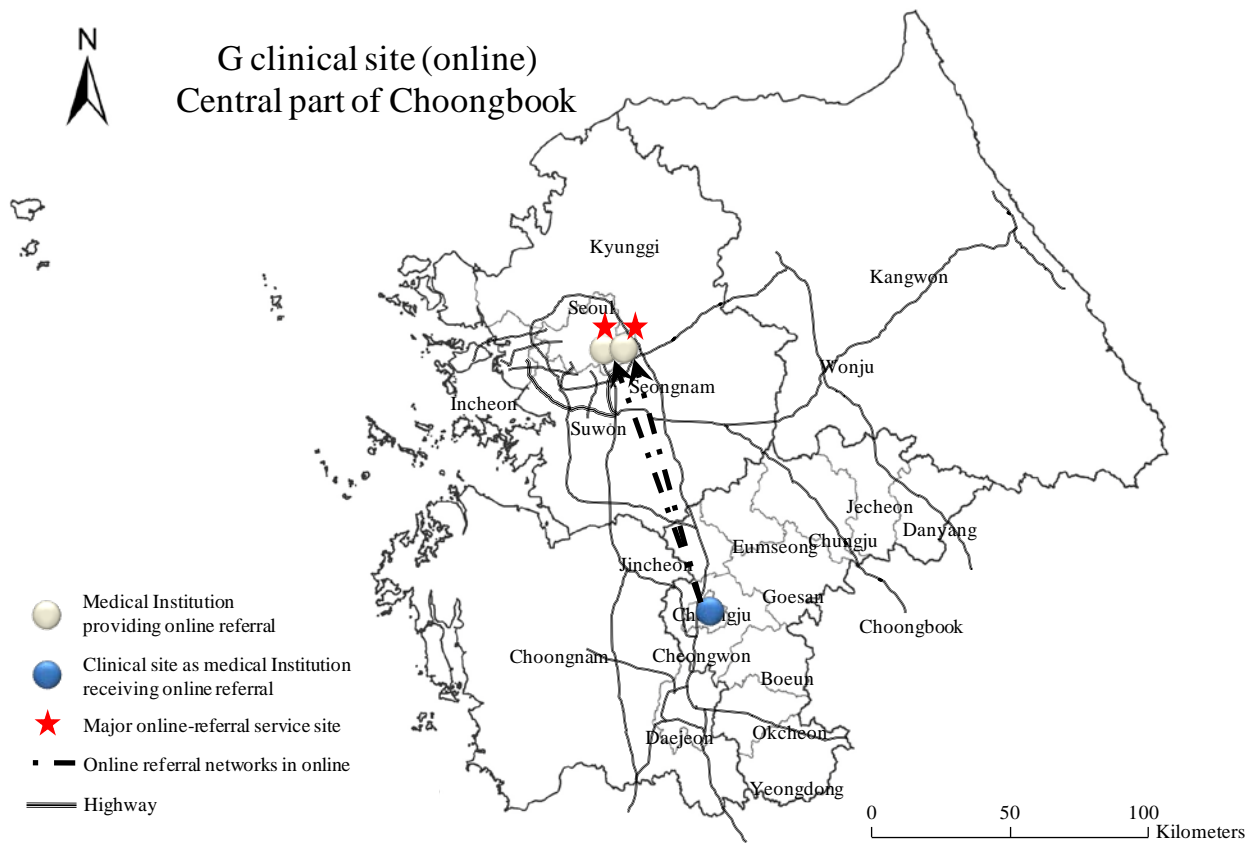 N
G clinical site (online)
Central part of Choongbook
Kyunggi
Kangwon
Seoul
Wonju
Seongnam
Incheon
Suwon
Jecheon
Danyang
Eumseong
Chungju
Jincheon
Goesan
Choongbook
Choongnam
Cheongwon
Boeun
Daejeon
Okcheon
Yeongdong
Medical Institution
providing online referral
Clinical site as medical Institution
receiving online referral
Major online-referral service site
Online referral networks in online
Highway
0 50 100
Kilometers